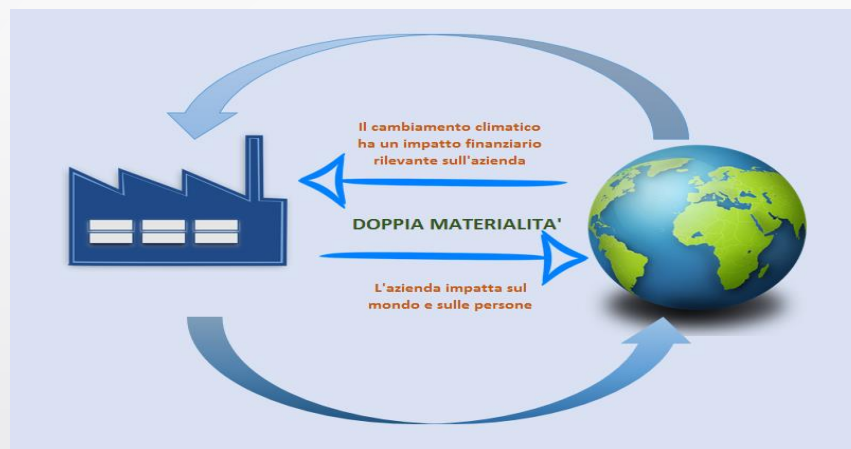 Il cambiamento climatico
ha un impatto finanziario
rilevante sull'azienda
DOPPIA MATERIALITA'
L'azienda impatta sul
mondo e sulle persone